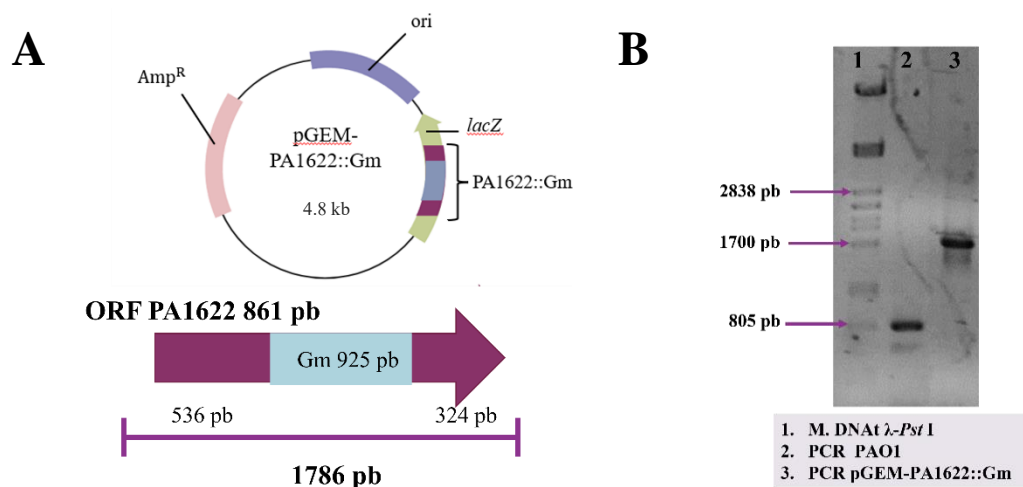 A
ori
Amp^R
lacZ
pGEM-
PA1622::Gm
4.8 kb
PA1622::Gm
ORF PA1622 861 pb
Gm 925 pb
536 pb
324 pb
1786 pb
B
1 2 3
2838 pb
1700 pb
805 pb
1. M. DNAt λ-Pst I
2. PCR PAO1
3. PCR pGEM-PA1622::Gm